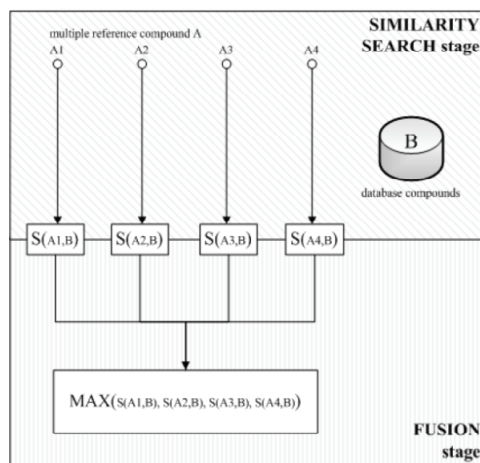 SIMILARITY
SEARCH stage
multiple reference compound A
A1 A2 A3 A4
B
database compounds
S(A1,B) S(A2,B) S(A3,B) S(A4,B)
MAX(S(A1,B), S(A2,B), S(A3,B), S(A4,B))
FUSION
stage